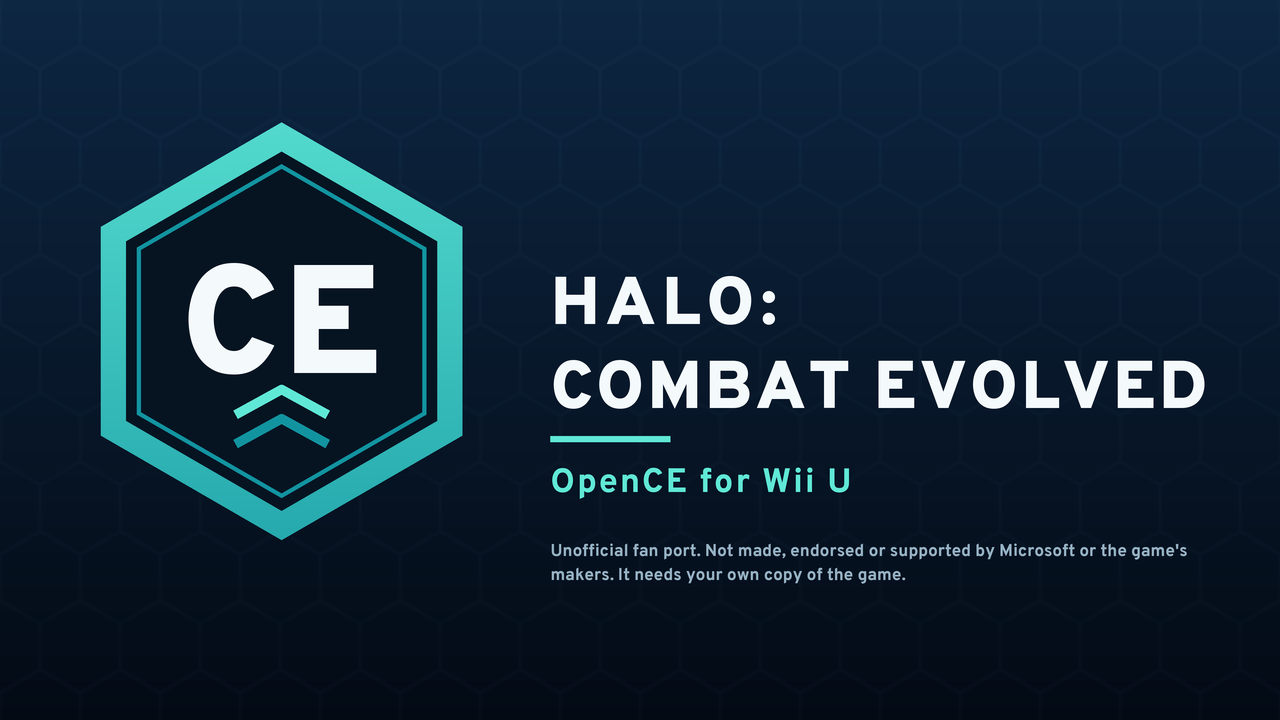 CE
HALO:
COMBAT EVOLVED
OpenCE for Wii U
Unofficial fan port. Not made, endorsed or supported by Microsoft or the game's
makers. It needs your own copy of the game.